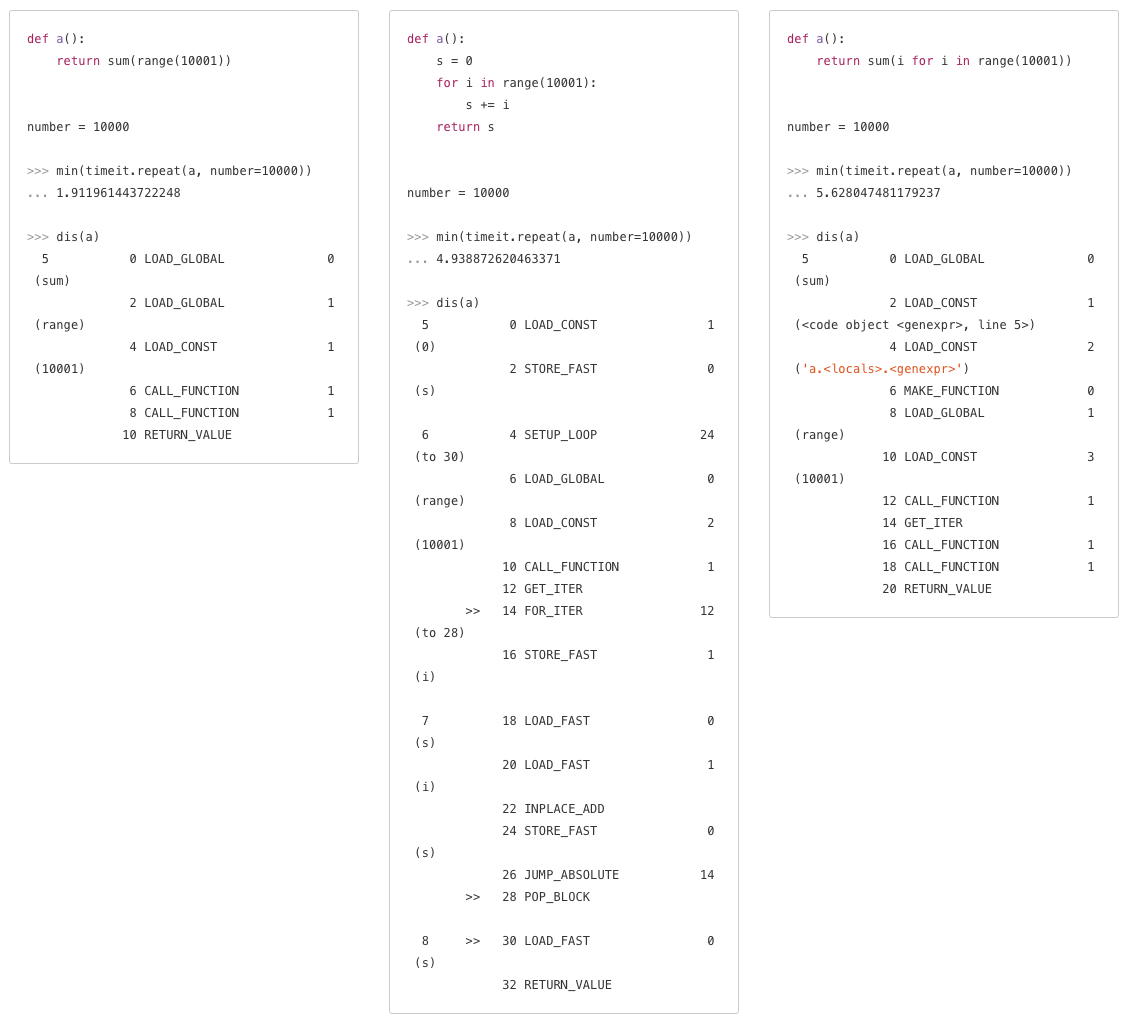 def a():
    return sum(range(10001))
number = 10000
>>> min(timeit.repeat(a, number=10000))
... 1.911961443722248
>>> dis(a)
  5           0 LOAD_GLOBAL              0
 (sum)
              2 LOAD_GLOBAL              1
 (range)
              4 LOAD_CONST               1
 (10001)
              6 CALL_FUNCTION            1
              8 CALL_FUNCTION            1
             10 RETURN_VALUE
def a():
    s = 0
    for i in range(10001):
        s += i
    return s
number = 10000
>>> min(timeit.repeat(a, number=10000))
... 4.938872620463371
>>> dis(a)
  5           0 LOAD_CONST               1
 (0)
              2 STORE_FAST               0
 (s)
  6           4 SETUP_LOOP              24
 (to 30)
              6 LOAD_GLOBAL              0
 (range)
              8 LOAD_CONST               2
 (10001)
             10 CALL_FUNCTION            1
             12 GET_ITER
        >>   14 FOR_ITER                12
 (to 28)
             16 STORE_FAST               1
 (i)
  7          18 LOAD_FAST                0
 (s)
             20 LOAD_FAST                1
 (i)
             22 INPLACE_ADD
             24 STORE_FAST               0
 (s)
             26 JUMP_ABSOLUTE           14
        >>   28 POP_BLOCK
  8     >>   30 LOAD_FAST                0
 (s)
             32 RETURN_VALUE
def a():
    return sum(i for i in range(10001))
number = 10000
>>> min(timeit.repeat(a, number=10000))
... 5.628047481179237
>>> dis(a)
  5           0 LOAD_GLOBAL              0
 (sum)
              2 LOAD_CONST               1
 (<code object <genexpr>, line 5>)
              4 LOAD_CONST               2
 ('a.<locals>.<genexpr>')
              6 MAKE_FUNCTION            0
              8 LOAD_GLOBAL              1
 (range)
             10 LOAD_CONST               3
 (10001)
             12 CALL_FUNCTION            1
             14 GET_ITER
             16 CALL_FUNCTION            1
             18 CALL_FUNCTION            1
             20 RETURN_VALUE